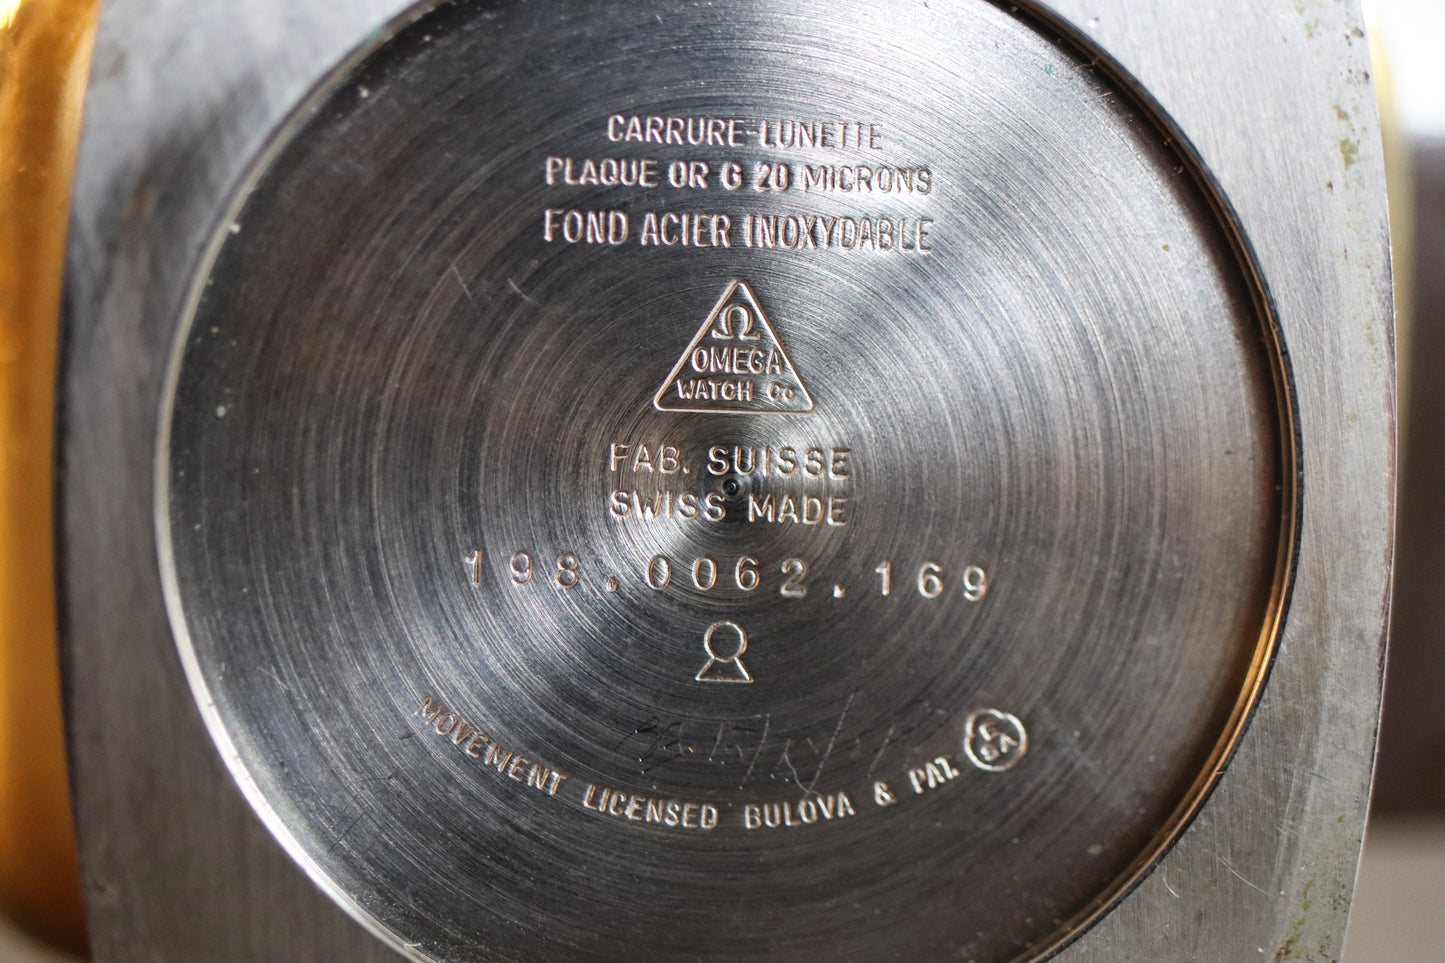 CARRURE-LUNETTE
PLAQUE OR G 20 MICRONS
FOND ACIER INOXYDABLE
Ω
OMEGA
WATCH Co
FAB. SUISSE
SWISS MADE
198.0062.169
MOVEMENT LICENSED BULOVA & PAT.